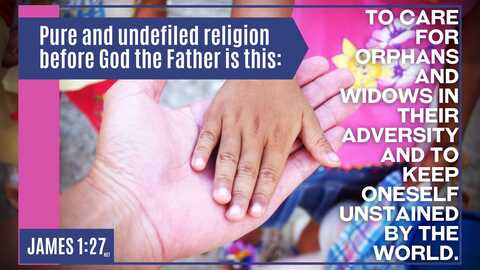 Pure and undefiled religion
before God the Father is this:
TO CARE
FOR
ORPHANS
AND
WIDOWS IN
THEIR
ADVERSITY
AND TO
KEEP
ONESELF
UNSTAINED
BY THE
WORLD.
JAMES 1:27 NET